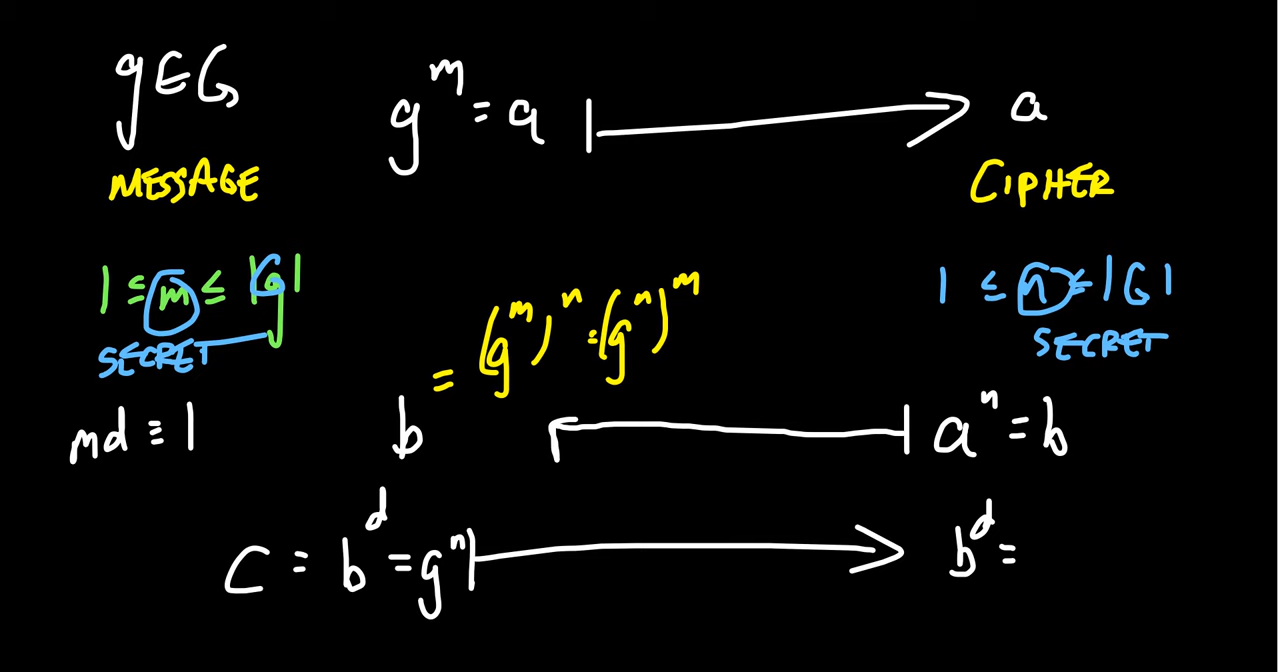 g ∈ G g^m = a ↦ a
MESSAGE CIPHER
1 ≤ m ≤ |G| 1 ≤ n ≤ |G|
SECRET SECRET
= (g^m)^n = (g^n)^m
md ≡ 1 b a^n = b
C = b^d = g^n b^d =